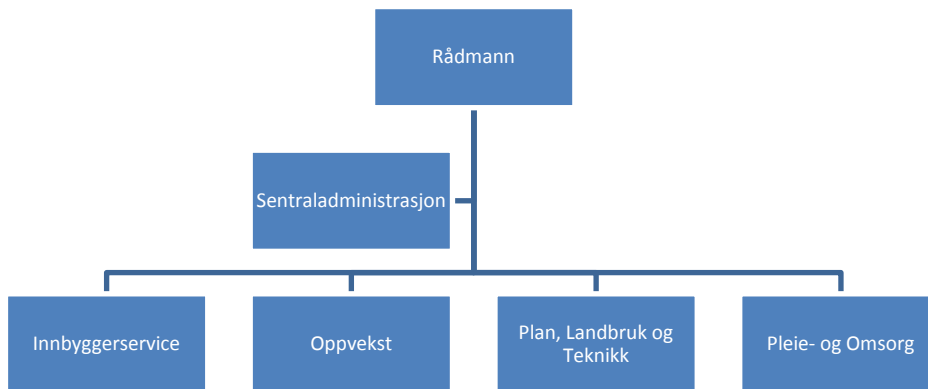 Rådmann
Sentraladministrasjon
Innbyggerservice
Oppvekst
Plan, Landbruk og
Teknikk
Pleie- og Omsorg